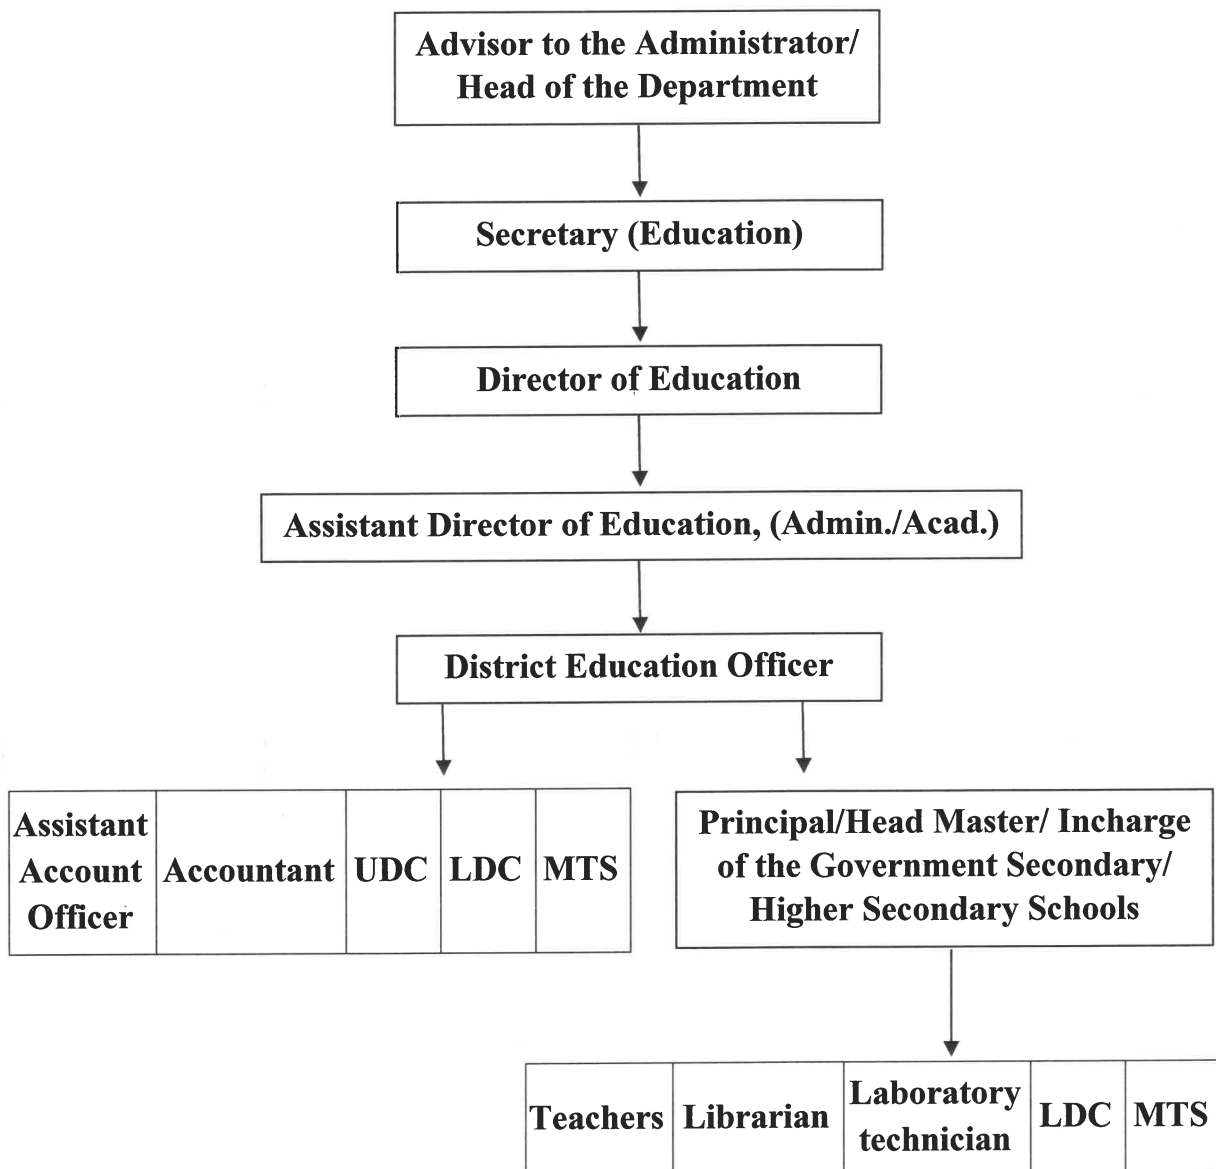 Advisor to the Administrator/
Head of the Department
Secretary (Education)
Director of Education
Assistant Director of Education, (Admin./Acad.)
District Education Officer
Assistant
Account
Officer
Accountant
UDC
LDC
MTS
Principal/Head Master/ Incharge
of the Government Secondary/
Higher Secondary Schools
Teachers
Librarian
Laboratory
technician
LDC
MTS